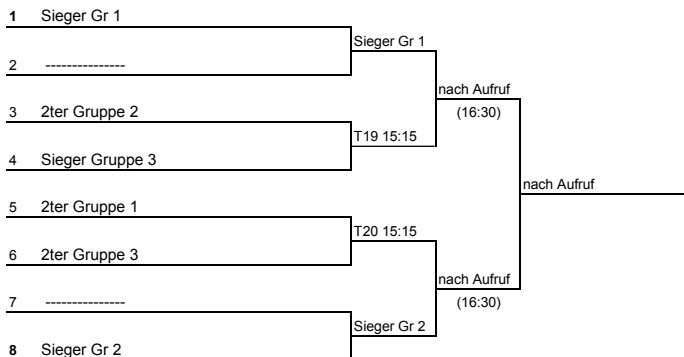 1 Sieger Gr 1
Sieger Gr 1
2 ---------------
nach Aufruf
3 2ter Gruppe 2
(16:30)
T19 15:15
4 Sieger Gruppe 3
nach Aufruf
5 2ter Gruppe 1
T20 15:15
6 2ter Gruppe 3
nach Aufruf
7 ---------------
(16:30)
Sieger Gr 2
8 Sieger Gr 2